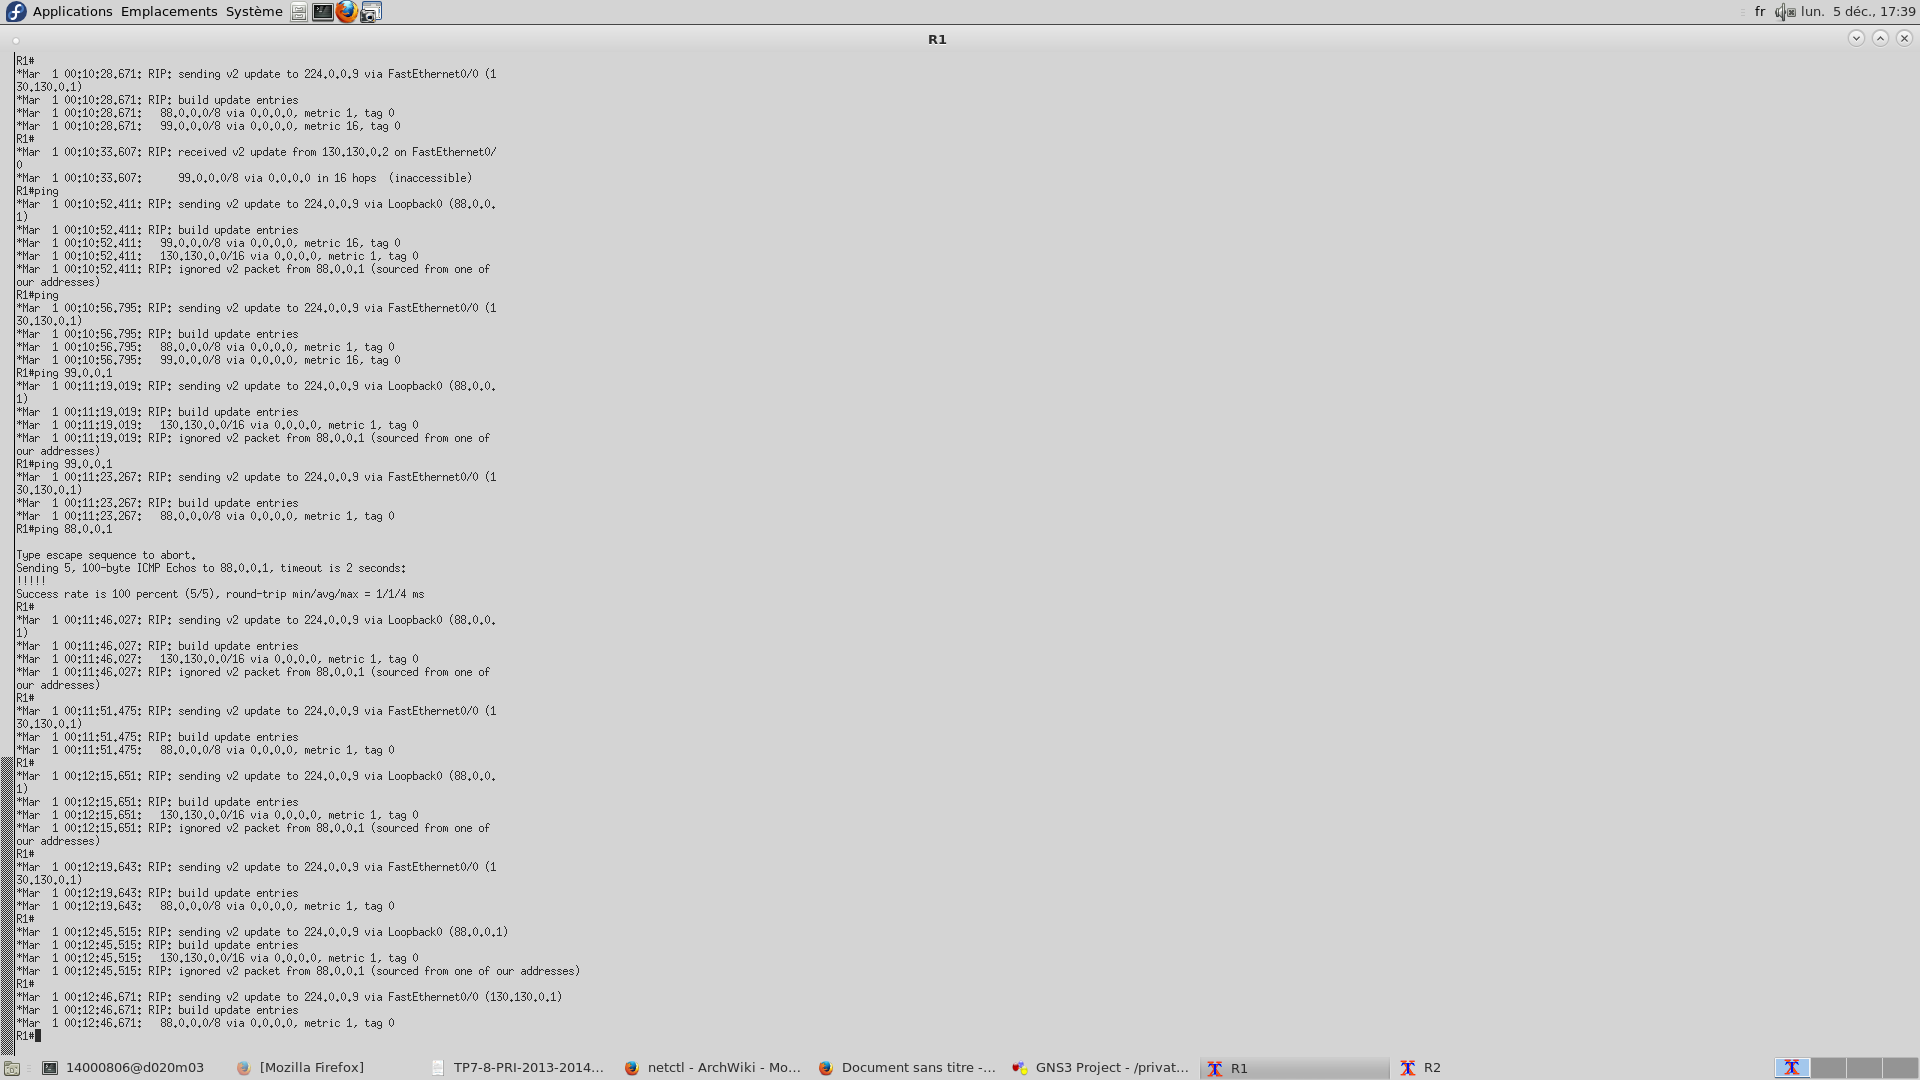 Applications Emplacements Système fr lun. 5 déc., 17:39
R1
R1#
*Mar  1 00:10:28.671: RIP: sending v2 update to 224.0.0.9 via FastEthernet0/0 (1
30.130.0.1)
*Mar  1 00:10:28.671: RIP: build update entries
*Mar  1 00:10:28.671:   88.0.0.0/8 via 0.0.0.0, metric 1, tag 0
*Mar  1 00:10:28.671:   99.0.0.0/8 via 0.0.0.0, metric 16, tag 0
R1#
*Mar  1 00:10:33.607: RIP: received v2 update from 130.130.0.2 on FastEthernet0/
0
*Mar  1 00:10:33.607:      99.0.0.0/8 via 0.0.0.0 in 16 hops  (inaccessible)
R1#ping
*Mar  1 00:10:52.411: RIP: sending v2 update to 224.0.0.9 via Loopback0 (88.0.0.
1)
*Mar  1 00:10:52.411: RIP: build update entries
*Mar  1 00:10:52.411:   99.0.0.0/8 via 0.0.0.0, metric 16, tag 0
*Mar  1 00:10:52.411:   130.130.0.0/16 via 0.0.0.0, metric 1, tag 0
*Mar  1 00:10:52.411: RIP: ignored v2 packet from 88.0.0.1 (sourced from one of
our addresses)
R1#ping
*Mar  1 00:10:56.795: RIP: sending v2 update to 224.0.0.9 via FastEthernet0/0 (1
30.130.0.1)
*Mar  1 00:10:56.795: RIP: build update entries
*Mar  1 00:10:56.795:   88.0.0.0/8 via 0.0.0.0, metric 1, tag 0
*Mar  1 00:10:56.795:   99.0.0.0/8 via 0.0.0.0, metric 16, tag 0
R1#ping 99.0.0.1
*Mar  1 00:11:19.019: RIP: sending v2 update to 224.0.0.9 via Loopback0 (88.0.0.
1)
*Mar  1 00:11:19.019: RIP: build update entries
*Mar  1 00:11:19.019:   130.130.0.0/16 via 0.0.0.0, metric 1, tag 0
*Mar  1 00:11:19.019: RIP: ignored v2 packet from 88.0.0.1 (sourced from one of
our addresses)
R1#ping 99.0.0.1
*Mar  1 00:11:23.267: RIP: sending v2 update to 224.0.0.9 via FastEthernet0/0 (1
30.130.0.1)
*Mar  1 00:11:23.267: RIP: build update entries
*Mar  1 00:11:23.267:   88.0.0.0/8 via 0.0.0.0, metric 1, tag 0
R1#ping 88.0.0.1
Type escape sequence to abort.
Sending 5, 100-byte ICMP Echos to 88.0.0.1, timeout is 2 seconds:
!!!!!
Success rate is 100 percent (5/5), round-trip min/avg/max = 1/1/4 ms
R1#
*Mar  1 00:11:46.027: RIP: sending v2 update to 224.0.0.9 via Loopback0 (88.0.0.
1)
*Mar  1 00:11:46.027: RIP: build update entries
*Mar  1 00:11:46.027:   130.130.0.0/16 via 0.0.0.0, metric 1, tag 0
*Mar  1 00:11:46.027: RIP: ignored v2 packet from 88.0.0.1 (sourced from one of
our addresses)
R1#
*Mar  1 00:11:51.475: RIP: sending v2 update to 224.0.0.9 via FastEthernet0/0 (1
30.130.0.1)
*Mar  1 00:11:51.475: RIP: build update entries
*Mar  1 00:11:51.475:   88.0.0.0/8 via 0.0.0.0, metric 1, tag 0
R1#
*Mar  1 00:12:15.651: RIP: sending v2 update to 224.0.0.9 via Loopback0 (88.0.0.
1)
*Mar  1 00:12:15.651: RIP: build update entries
*Mar  1 00:12:15.651:   130.130.0.0/16 via 0.0.0.0, metric 1, tag 0
*Mar  1 00:12:15.651: RIP: ignored v2 packet from 88.0.0.1 (sourced from one of
our addresses)
R1#
*Mar  1 00:12:19.643: RIP: sending v2 update to 224.0.0.9 via FastEthernet0/0 (1
30.130.0.1)
*Mar  1 00:12:19.643: RIP: build update entries
*Mar  1 00:12:19.643:   88.0.0.0/8 via 0.0.0.0, metric 1, tag 0
R1#
*Mar  1 00:12:45.515: RIP: sending v2 update to 224.0.0.9 via Loopback0 (88.0.0.1)
*Mar  1 00:12:45.515: RIP: build update entries
*Mar  1 00:12:45.515:   130.130.0.0/16 via 0.0.0.0, metric 1, tag 0
*Mar  1 00:12:45.515: RIP: ignored v2 packet from 88.0.0.1 (sourced from one of our addresses)
R1#
*Mar  1 00:12:46.671: RIP: sending v2 update to 224.0.0.9 via FastEthernet0/0 (130.130.0.1)
*Mar  1 00:12:46.671: RIP: build update entries
*Mar  1 00:12:46.671:   88.0.0.0/8 via 0.0.0.0, metric 1, tag 0
R1#
14000806@d020m03 [Mozilla Firefox] TP7-8-PRI-2013-2014... netctl - ArchWiki - Mo... Document sans titre -... GNS3 Project - /privat... R1 R2